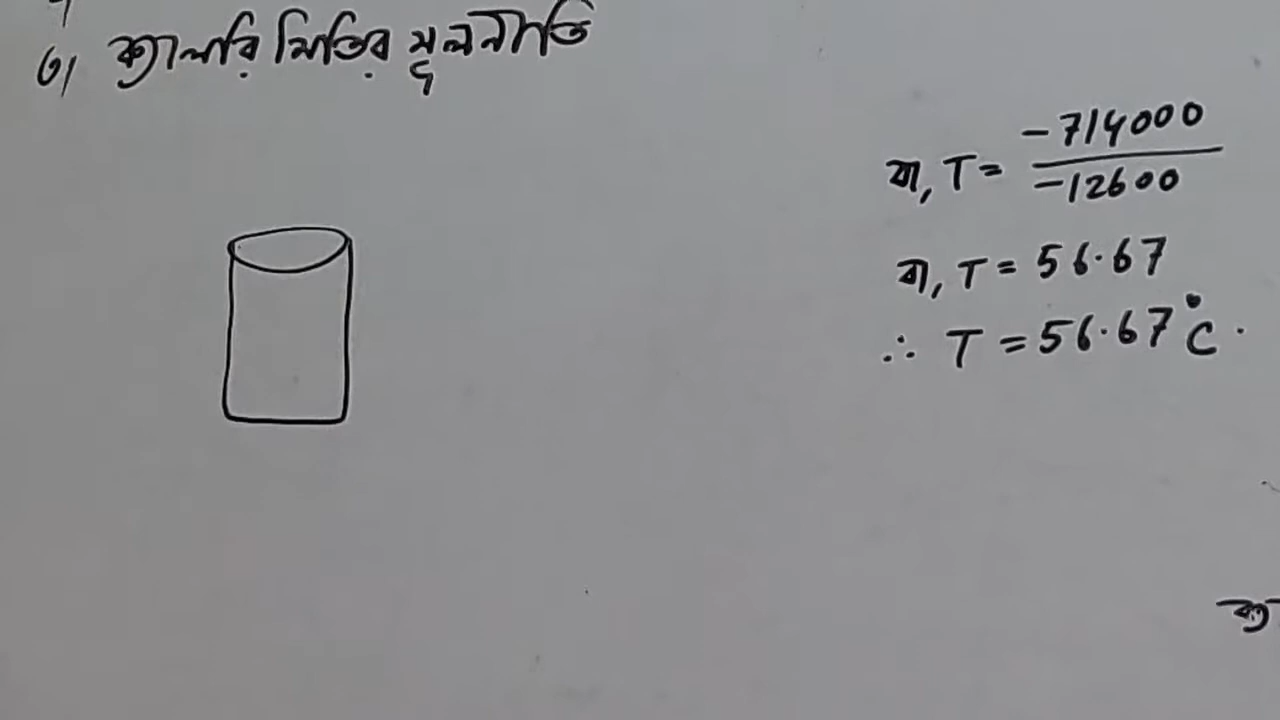 ৩। ক্যালরি মিতির মূলনীতি
বা, T = -714000 / -12600
বা, T = 56.67
∴ T = 56.67°C.